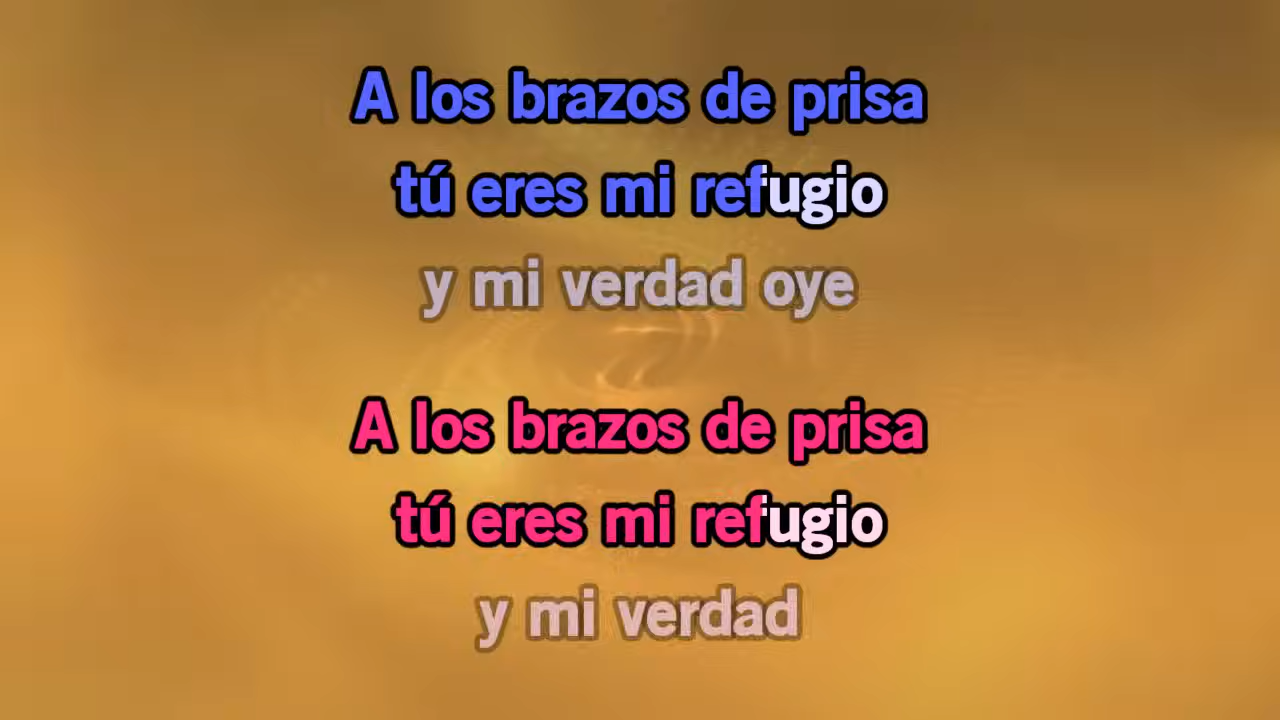 A los brazos de prisa
tú eres mi refugio
y mi verdad oye
A los brazos de prisa
tú eres mi refugio
y mi verdad